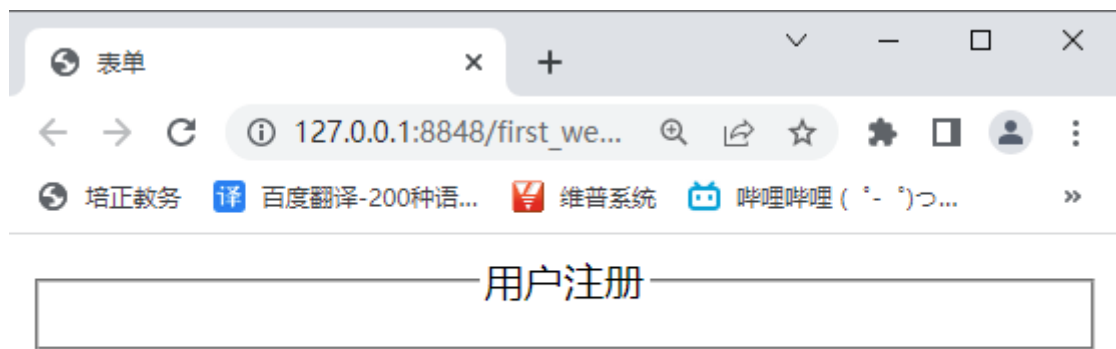 表单
127.0.0.1:8848/first_we...
培正教务 译 百度翻译-200种语... 维普系统 哔哩哔哩 ( ゜- ゜)つ...
用户注册